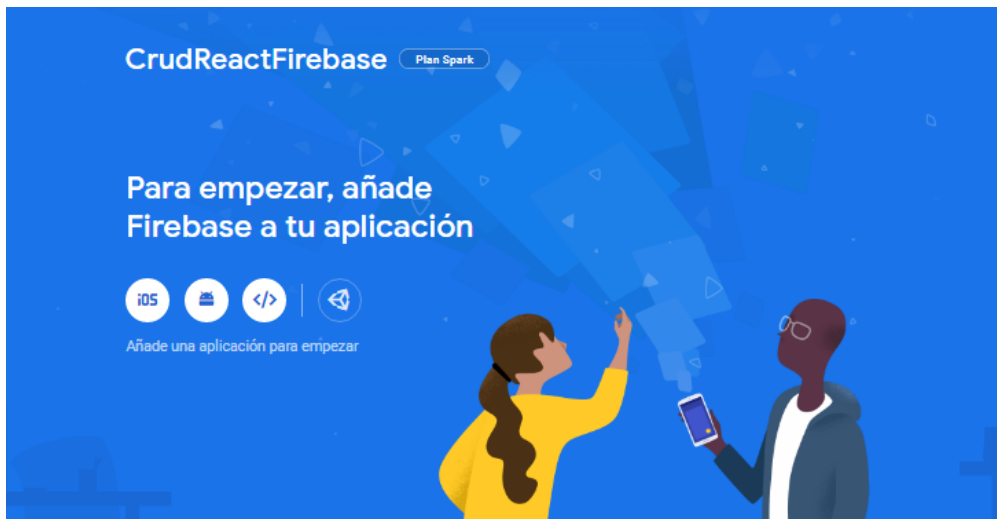 CrudReactFirebase Plan Spark
Para empezar, añade
Firebase a tu aplicación
iOS
</>
Añade una aplicación para empezar